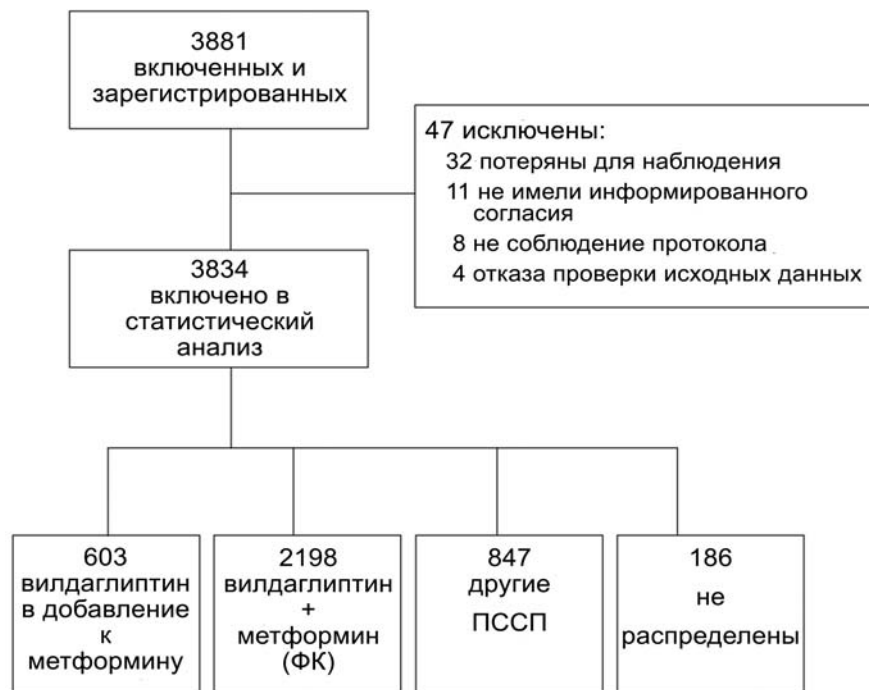 3881
включенных и
зарегистрированных
47 исключены:
32 потеряны для наблюдения
11 не имели информированного
согласия
8 не соблюдение протокола
4 отказа проверки исходных данных
3834
включено в
статистический
анализ
603
вилдаглиптин
в добавление
к
метформину
2198
вилдаглиптин
+
метформин
(ФК)
847
другие
ПССП
186
не
распределены